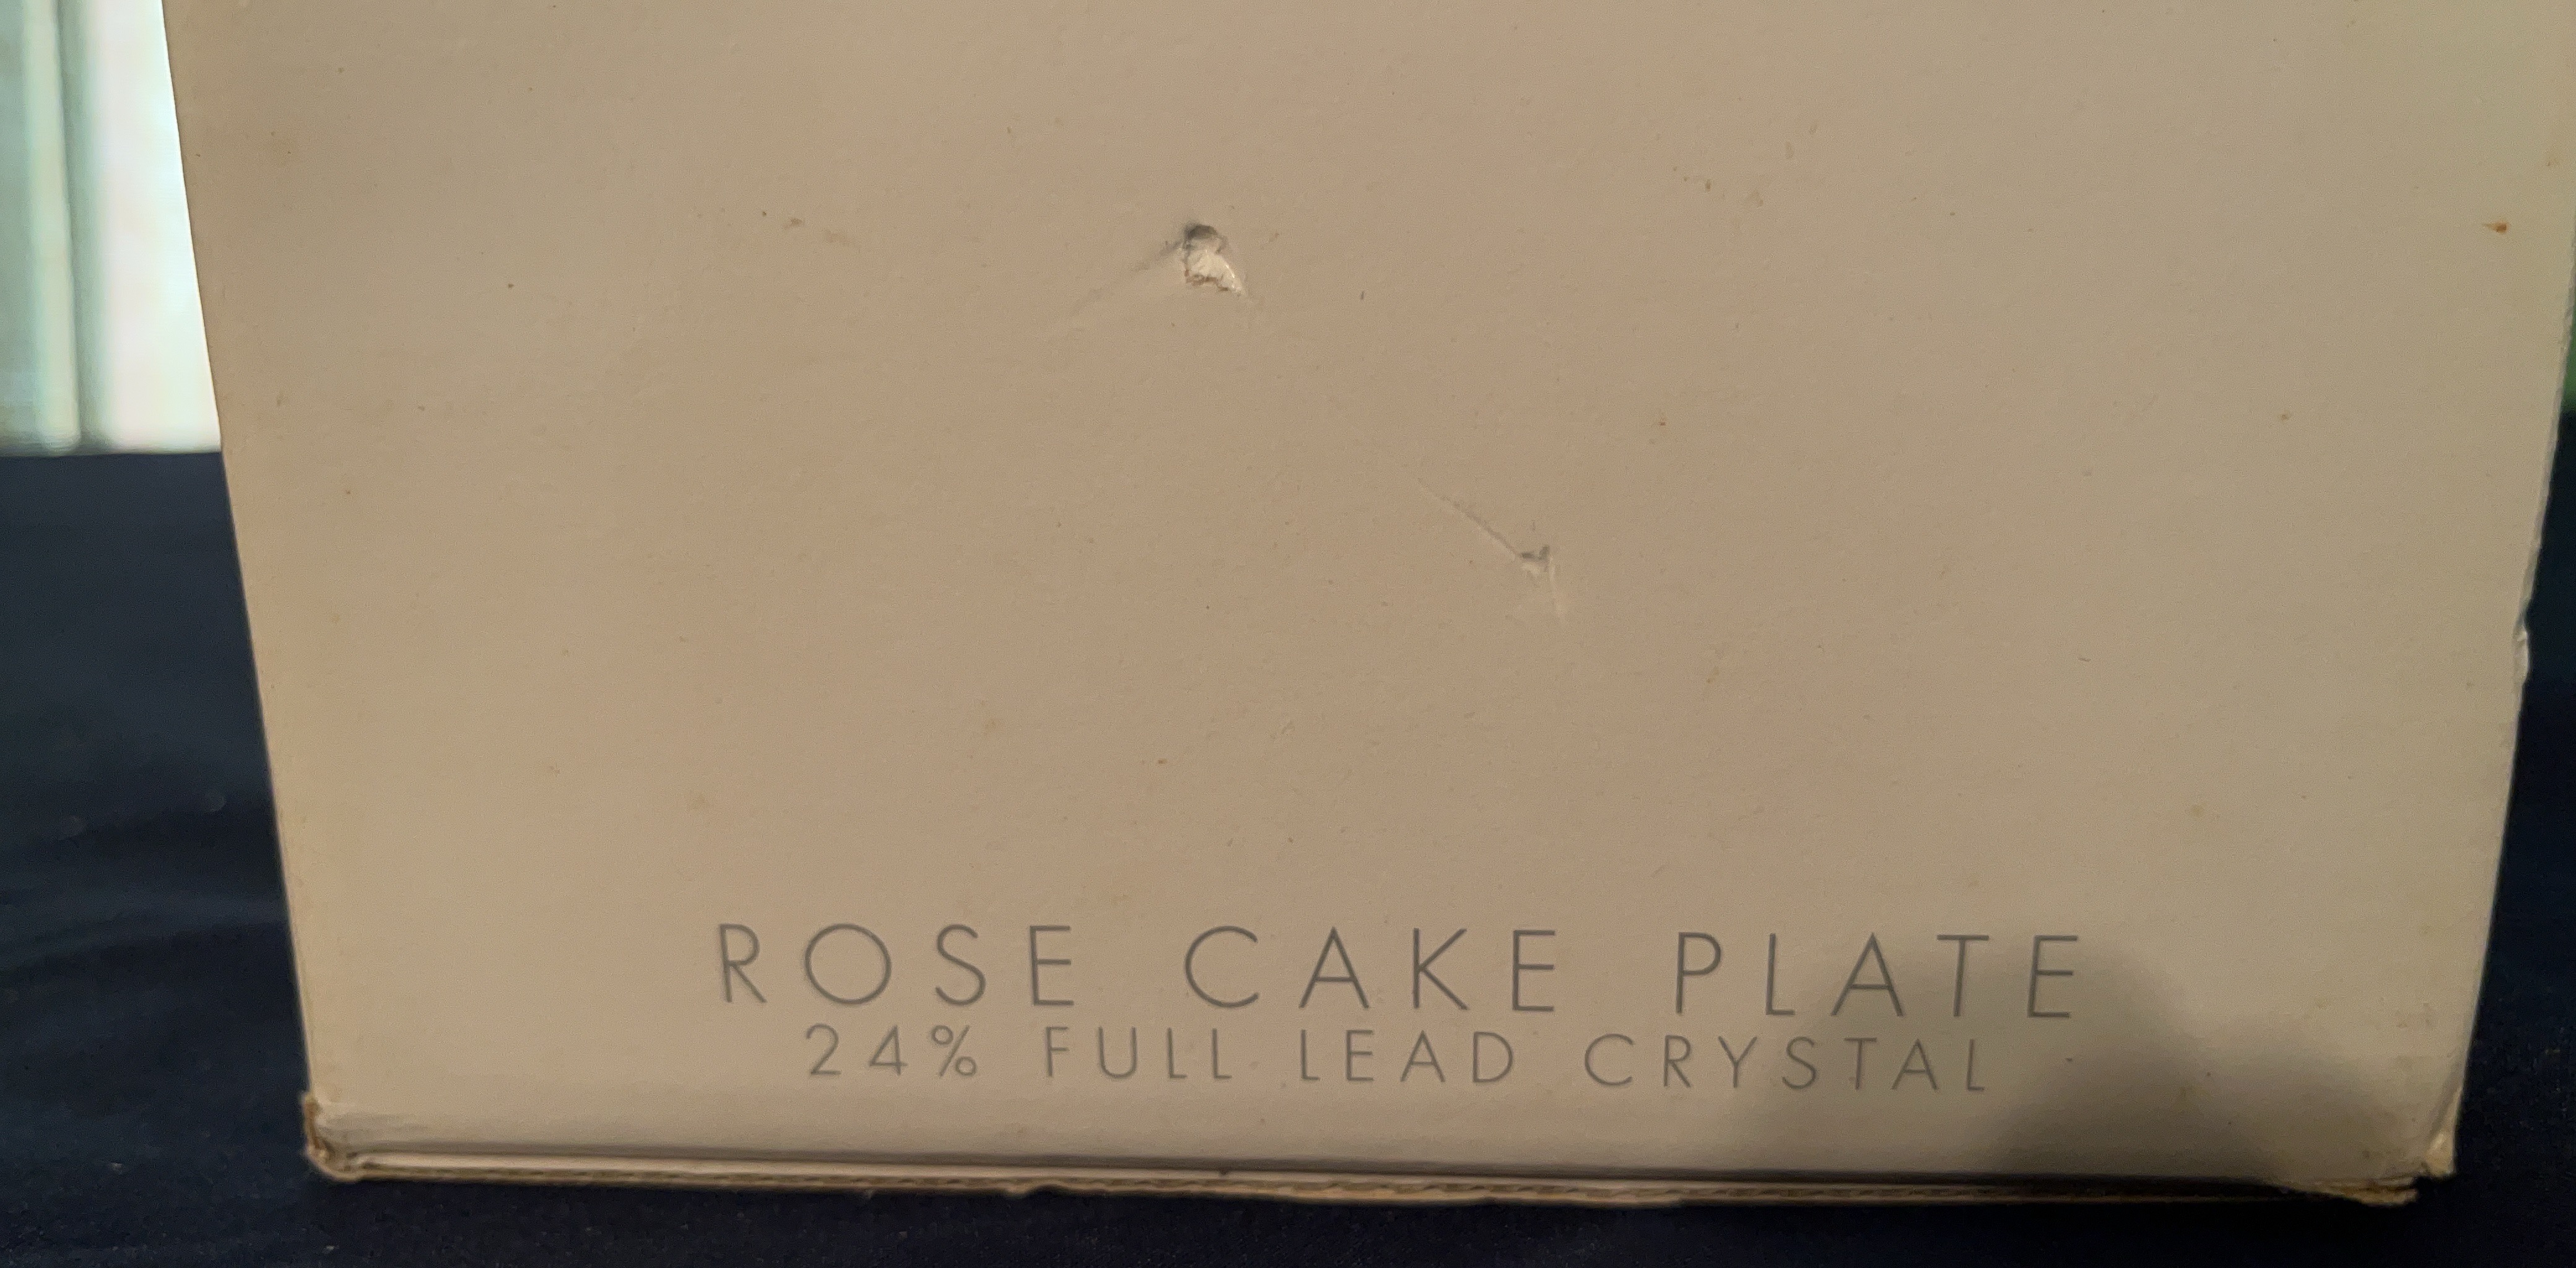 ROSE CAKE PLATE
24% FULL LEAD CRYSTAL